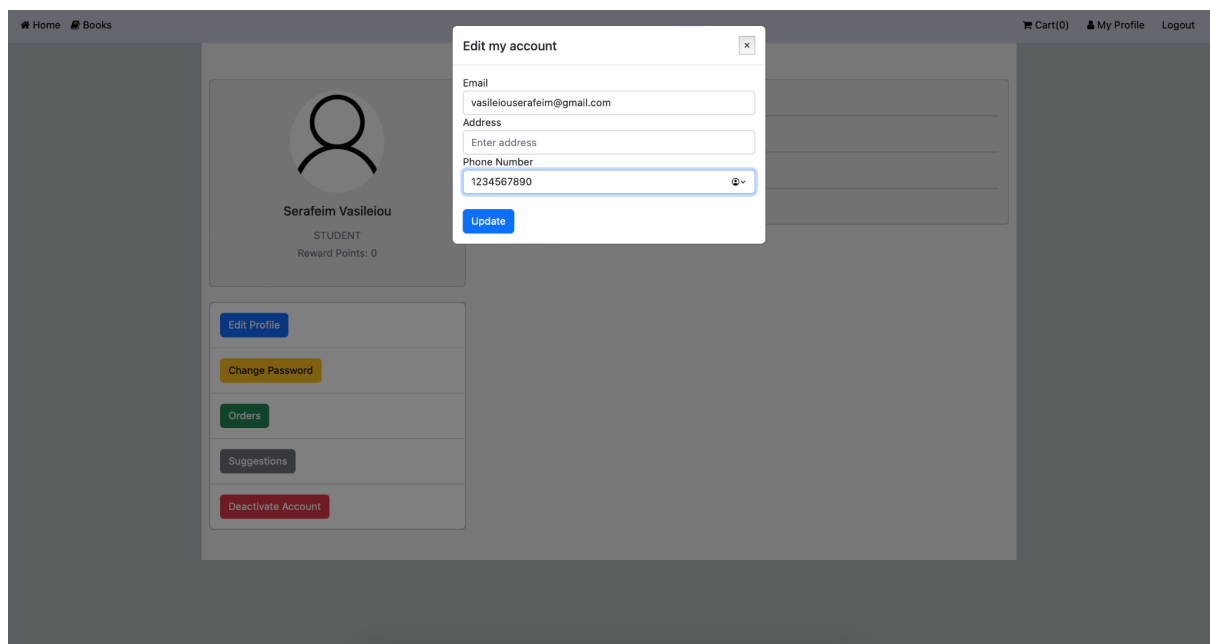 Home Books Cart(0) My Profile Logout
Edit my account ×
Email
vasileiouserafeim@gmail.com
Address
Enter address
Phone Number
1234567890
Update
Serafeim Vasileiou
STUDENT
Reward Points: 0
Edit Profile
Change Password
Orders
Suggestions
Deactivate Account